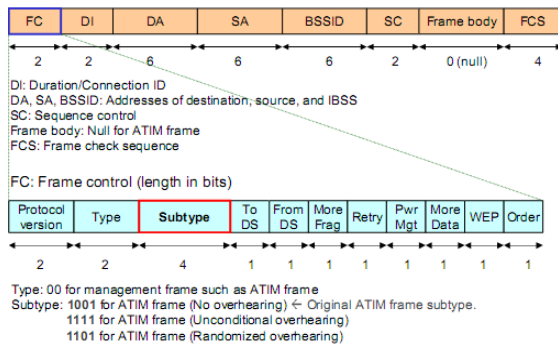 FC DI DA SA BSSID SC Frame body FCS
2 2 6 6 6 2 0 (null) 4
DI: Duration/Connection ID
DA, SA, BSSID: Addresses of destination, source, and IBSS
SC: Sequence control
Frame body: Null for ATIM frame
FCS: Frame check sequence
FC: Frame control (length in bits)
Protocol version Type Subtype To DS From DS More Frag Retry Pwr Mgt More Data WEP Order
2 2 4 1 1 1 1 1 1 1 1
Type: 00 for management frame such as ATIM frame
Subtype: 1001 for ATIM frame (No overhearing) ← Original ATIM frame subtype.
1111 for ATIM frame (Unconditional overhearing)
1101 for ATIM frame (Randomized overhearing)